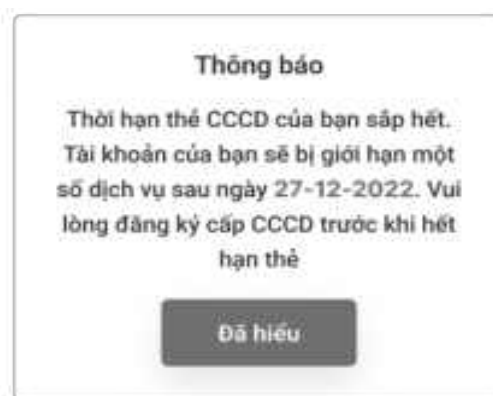 Thông báo
Thời hạn thẻ CCCD của bạn sắp hết.
Tài khoản của bạn sẽ bị giới hạn một
số dịch vụ sau ngày 27-12-2022. Vui
lòng đăng ký cấp CCCD trước khi hết
hạn thẻ
Đã hiểu